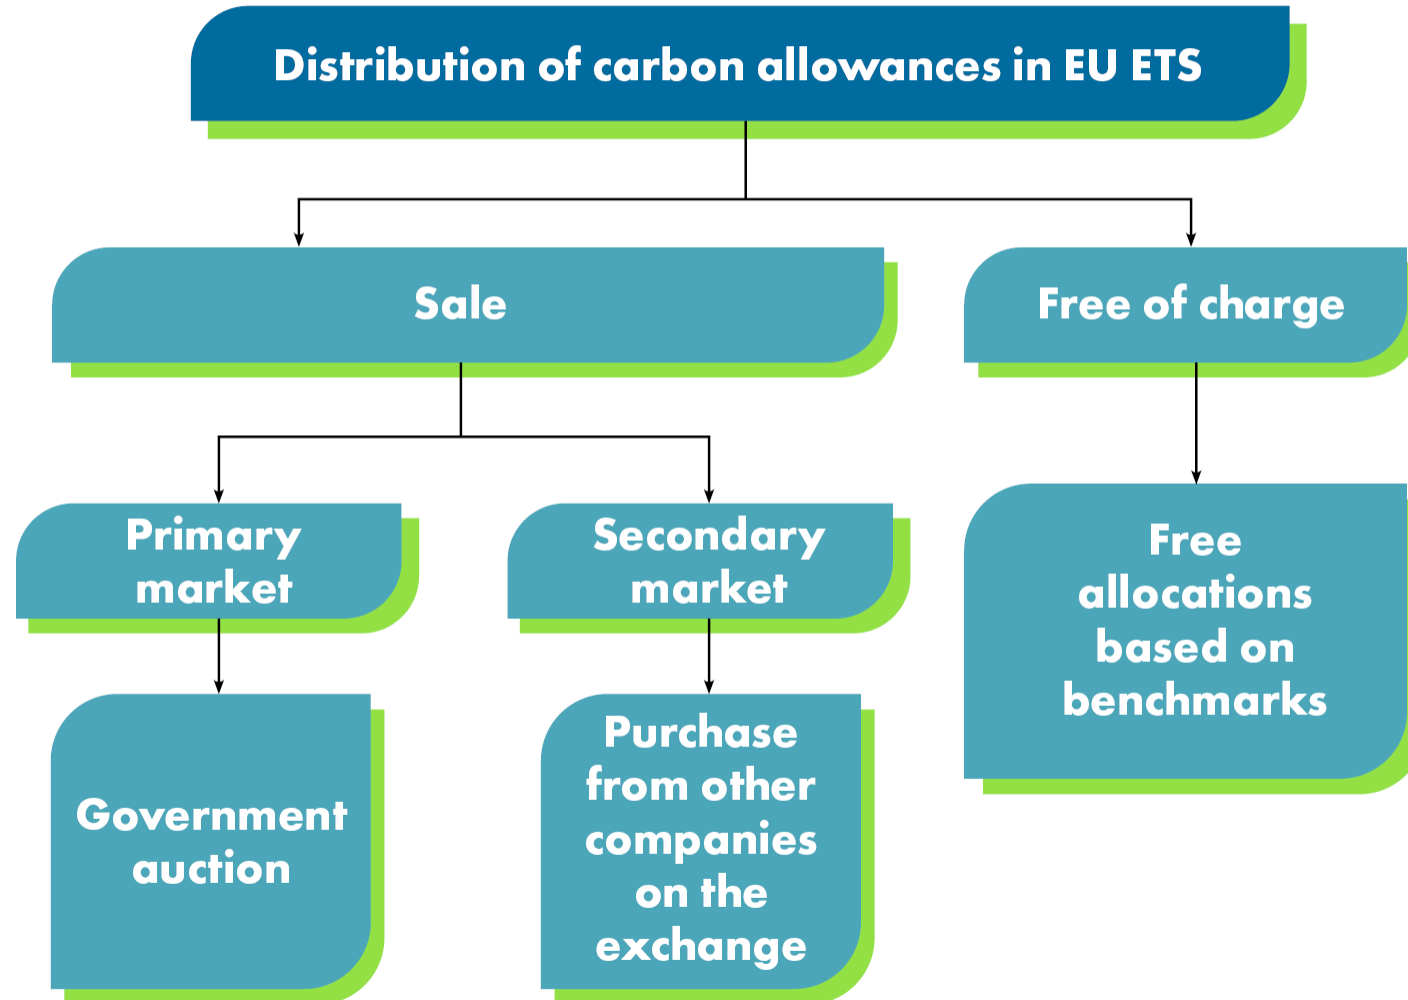 Distribution of carbon allowances in EU ETS
Sale
Free of charge
Primary
market
Secondary
market
Free
allocations
based on
benchmarks
Government
auction
Purchase
from other
companies
on the
exchange